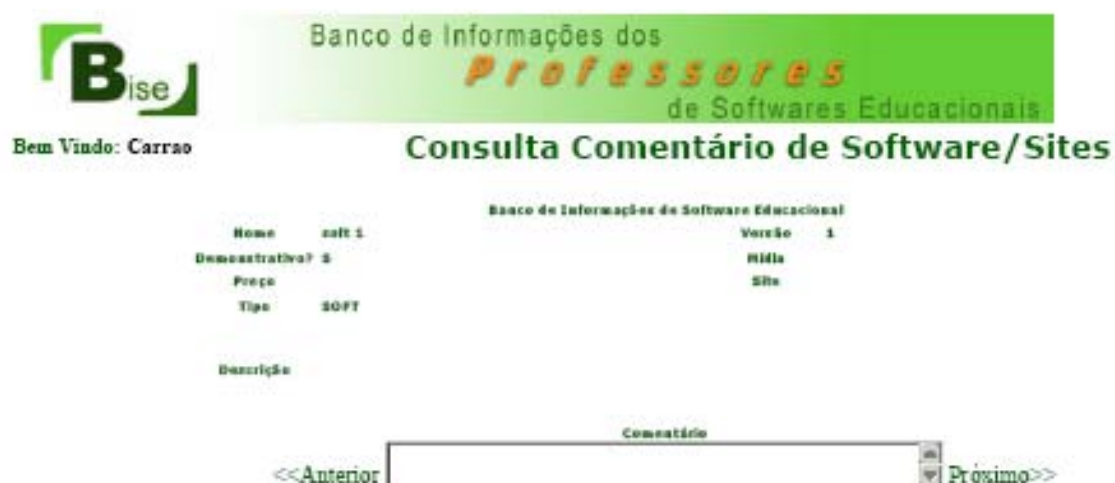 Bise
Banco de Informações dos
Professores
de Softwares Educacionais
Bem Vindo: Carrao
Consulta Comentário de Software/Sites
Banco de Informações de Software Educacional
Nome soft 1 Versão 1
Demonstrativo? S Mídia
Preço Site
Tipo SOFT
Descrição
Comentário
<<Anterior Próximo>>